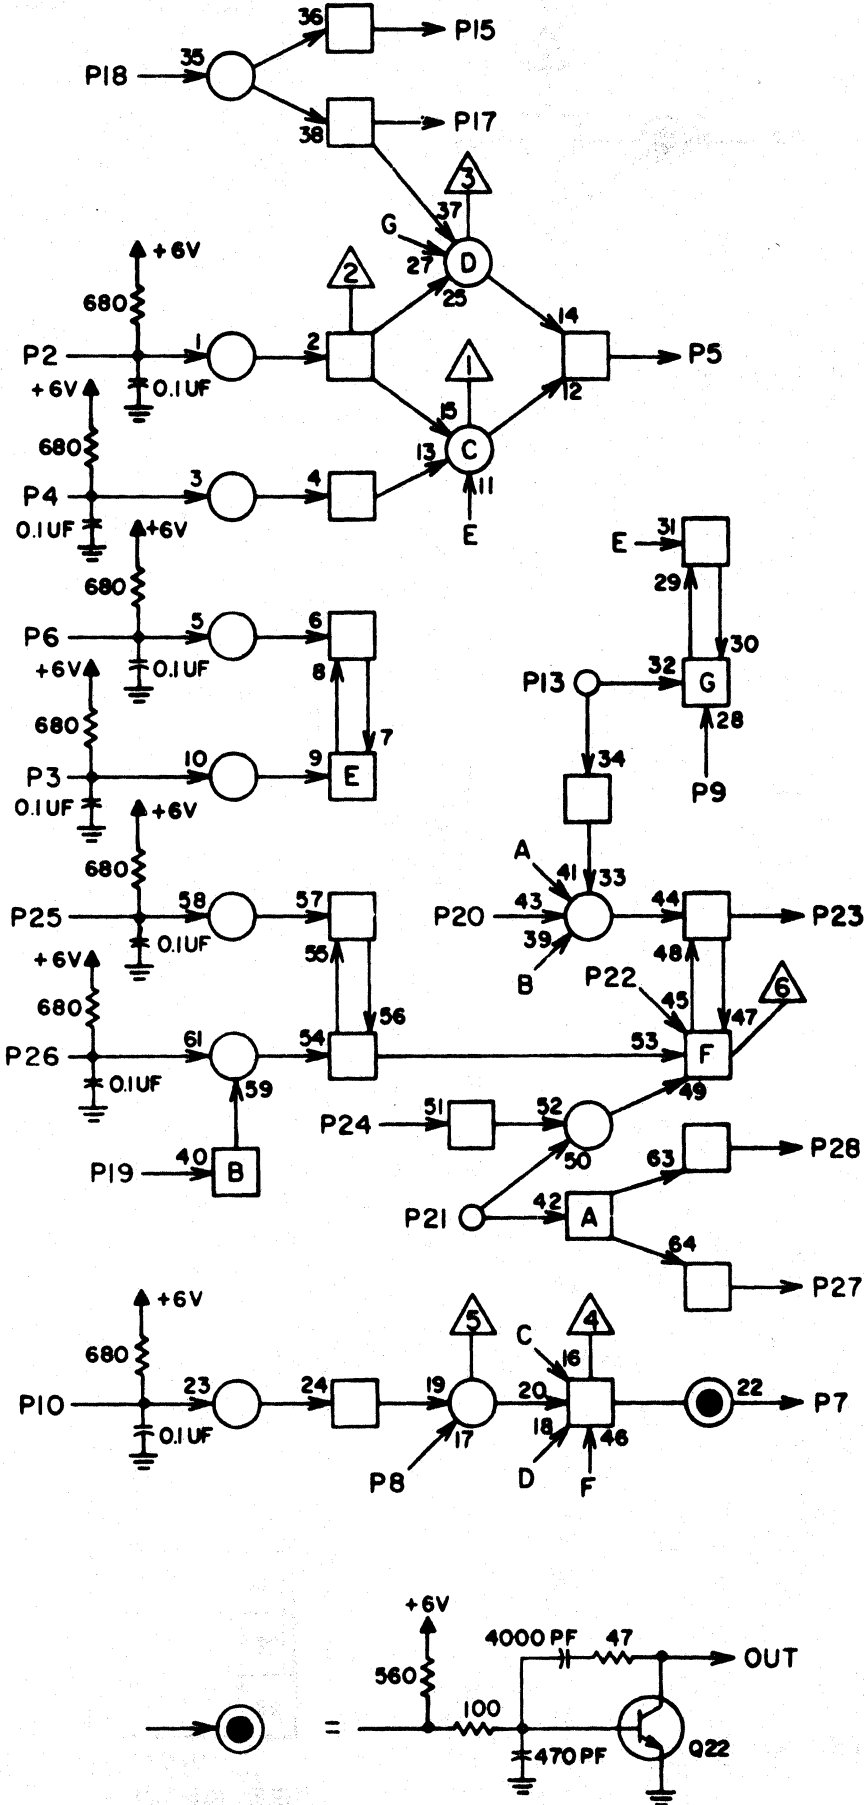 36 P15
35
P18
38 P17
3
37
G
27 D
25
+6V
2
680
14
P2 1 2 P5
0.1UF
12
+6V
1
680
15
13 C
11
P4 3 4
0.1UF
E
+6V
E 31
680
29
P6 5 6
30
+6V 0.1UF
8
P13 32 G
28
680
7
P3 10 9 E
34
P9
0.1UF
+6V
A
680
41 33
P25 58 57
P20 43 44 P23
39
0.1UF
55
48
+6V
B
P22
6
680
45 47
56
P26 61 54 53 F
0.1UF
59
49
P24 51 52
50
P28
63
P19 40 B
P21 42 A
64
P27
+6V
5 4
680
C
16
P10 23 24 19 20 22 P7
0.1UF
17 18 46
P8 D F
+6V
4000PF 47 OUT
560
100
=
470PF Q22